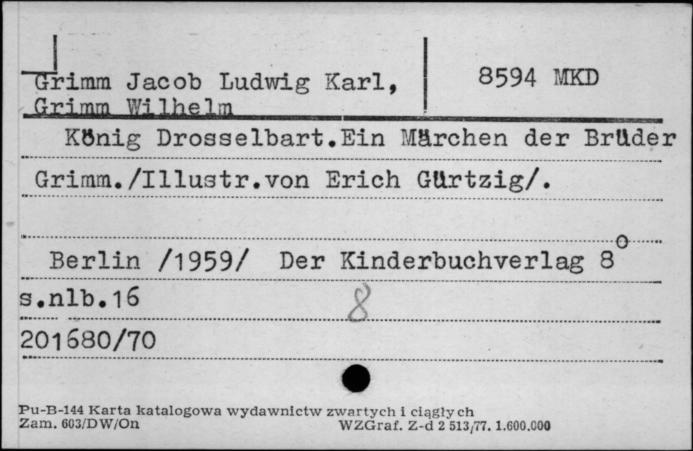 Grimm Jacob Ludwig Karl, 8594 MKD
Grimm Wilhelm
König Drosselbart.Ein Märchen der Brüder
Grimm./Illustr.von Erich Gürtzig/.
Berlin /1959/ Der Kinderbuchverlag 8°
s.nlb.16
8
201680/70
Pu-B-144 Karta katalogowa wydawnictw zwartych i ciągłych
Zam. 603/DW/On WZGraf. Z-d 2 513/77. 1.600.000